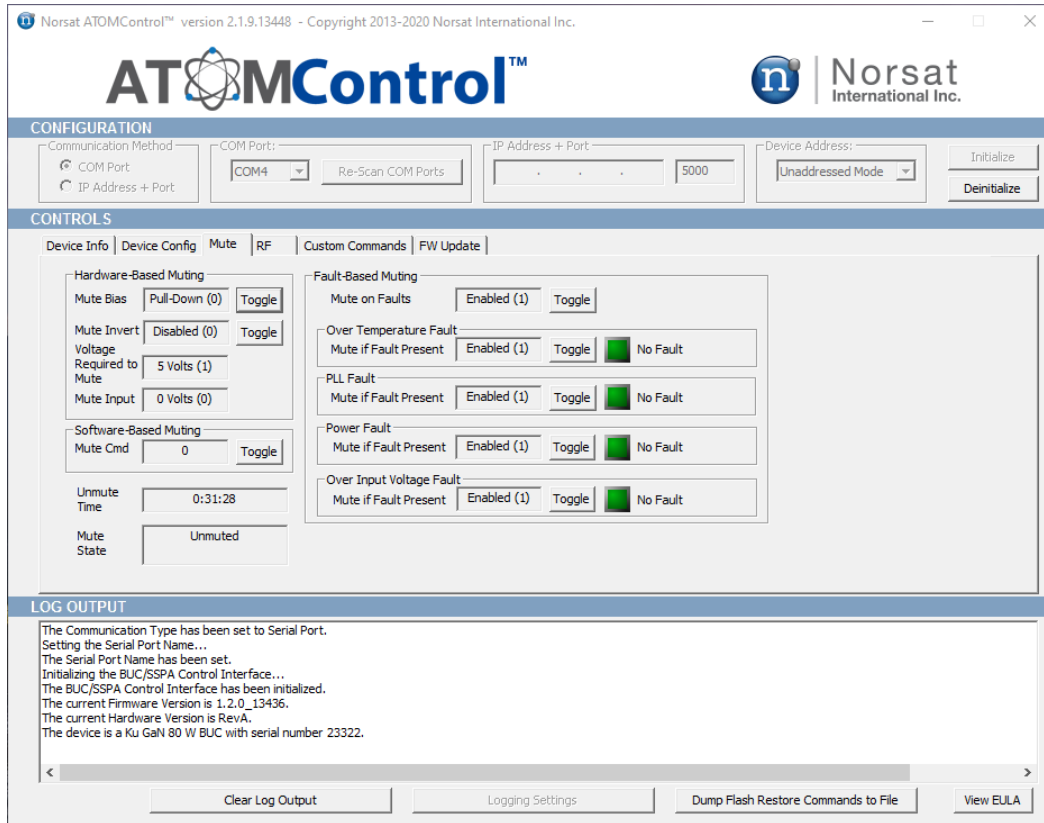 Norsat ATOMControl™ version 2.1.9.13448 - Copyright 2013-2020 Norsat International Inc.
ATOMControl™
n Norsat
International Inc.
CONFIGURATION
Communication Method
COM Port
IP Address + Port
COM Port:
COM4
Re-Scan COM Ports
IP Address + Port
. . .
5000
Device Address:
Unaddressed Mode
Initialize
Deinitialize
CONTROLS
Device Info Device Config Mute RF Custom Commands FW Update
Hardware-Based Muting
Mute Bias Pull-Down (0) Toggle
Mute Invert Disabled (0) Toggle
Voltage
Required to
Mute
5 Volts (1)
Mute Input 0 Volts (0)
Software-Based Muting
Mute Cmd 0 Toggle
Unmute
Time
0:31:28
Mute
State
Unmuted
Fault-Based Muting
Mute on Faults Enabled (1) Toggle
Over Temperature Fault
Mute if Fault Present Enabled (1) Toggle No Fault
PLL Fault
Mute if Fault Present Enabled (1) Toggle No Fault
Power Fault
Mute if Fault Present Enabled (1) Toggle No Fault
Over Input Voltage Fault
Mute if Fault Present Enabled (1) Toggle No Fault
LOG OUTPUT
The Communication Type has been set to Serial Port.
Setting the Serial Port Name...
The Serial Port Name has been set.
Initializing the BUC/SSPA Control Interface...
The BUC/SSPA Control Interface has been initialized.
The current Firmware Version is 1.2.0_13436.
The current Hardware Version is RevA.
The device is a Ku GaN 80 W BUC with serial number 23322.
Clear Log Output Logging Settings Dump Flash Restore Commands to File View EULA